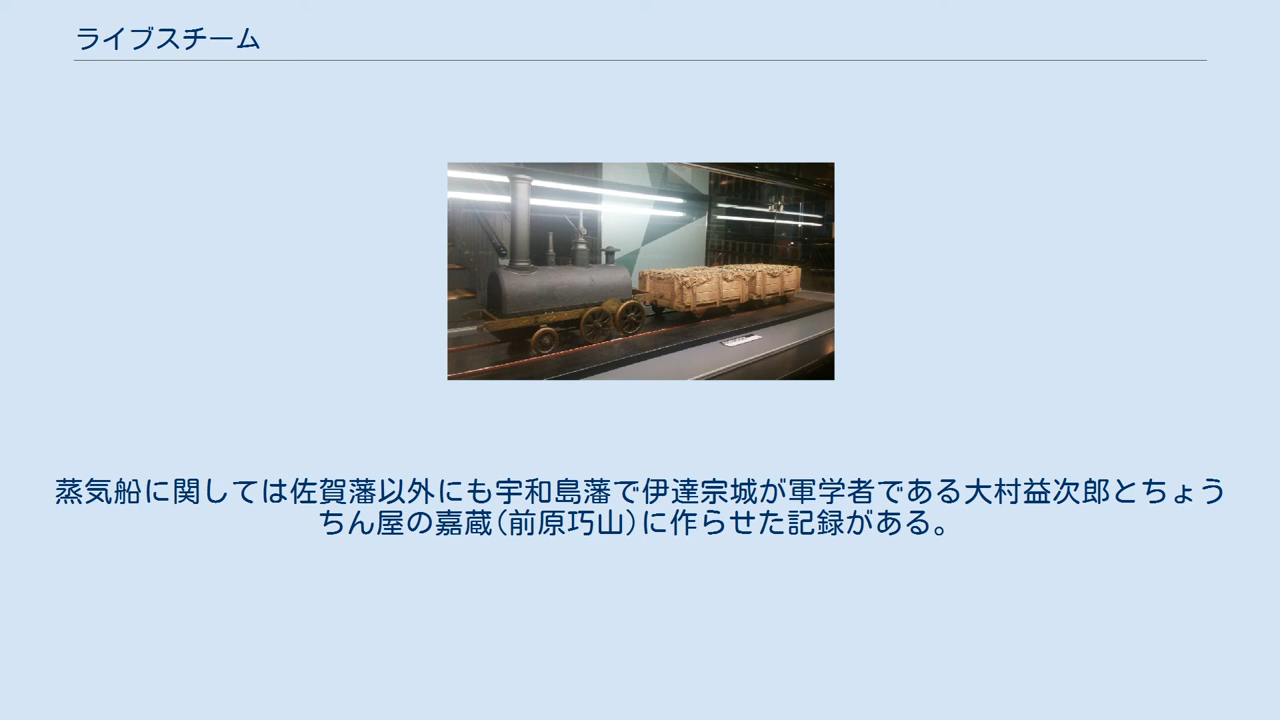 ライブスチーム
蒸気船に関しては佐賀藩以外にも宇和島藩で伊達宗城が軍学者である大村益次郎とちょう
ちん屋の嘉蔵(前原巧山)に作らせた記録がある。